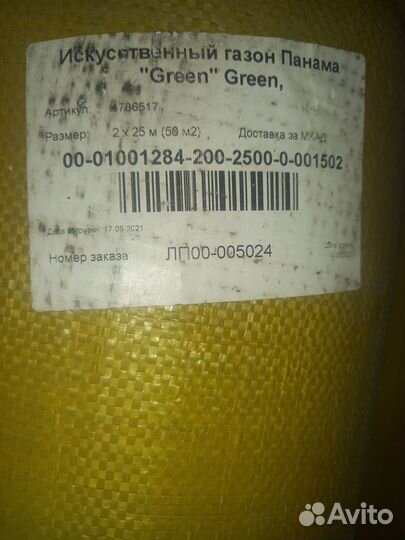 Искусственный газон Панама
"Green" Green,
Артикул: 4786517
Размер: 2 x 25 м (50 м2) Доставка за МКАД
00-01001284-200-2500-0-001502
Дата отгрузки: 17.05.2021
Номер заказа ЛП00-005024
Avito